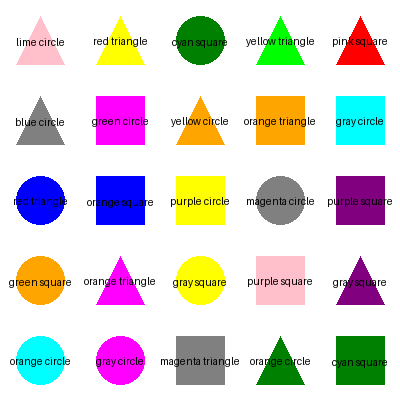 lime circle
red triangle
cyan square
yellow triangle
pink square
blue circle
green circle
yellow circle
orange triangle
gray circle
red triangle
orange square
purple circle
magenta circle
purple square
green square
orange triangle
gray square
purple square
gray square
orange circle
gray circle
magenta triangle
orange circle
cyan square